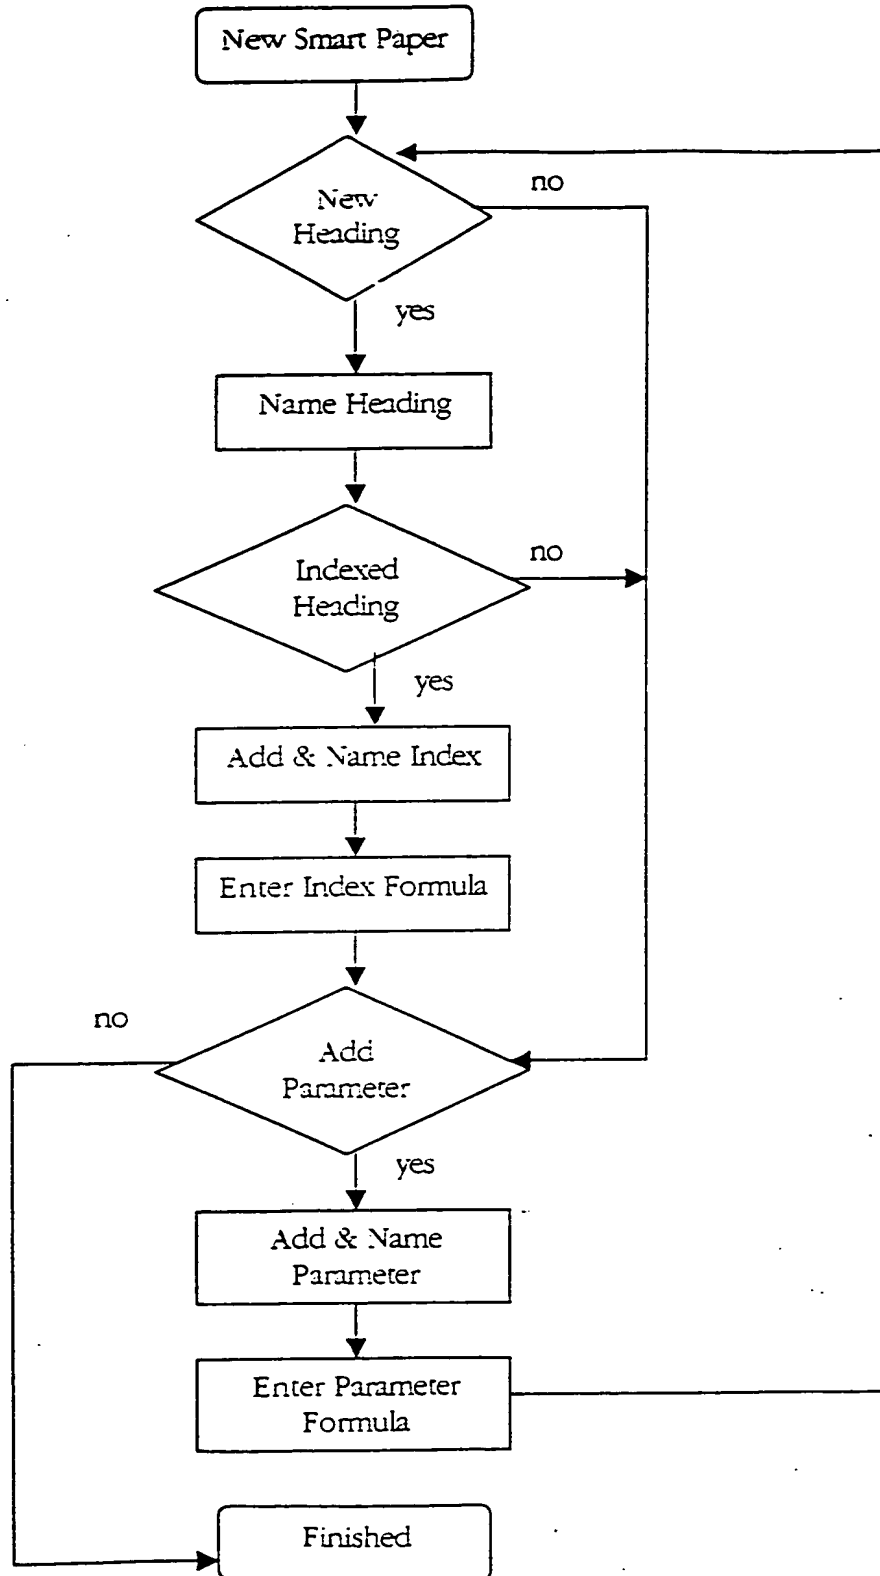 New Smart Paper
no
New
Heading
yes
Name Heading
no
Indexed
Heading
yes
Add & Name Index
Enter Index Formula
no
Add
Parameter
yes
Add & Name
Parameter
Enter Parameter
Formula
Finished